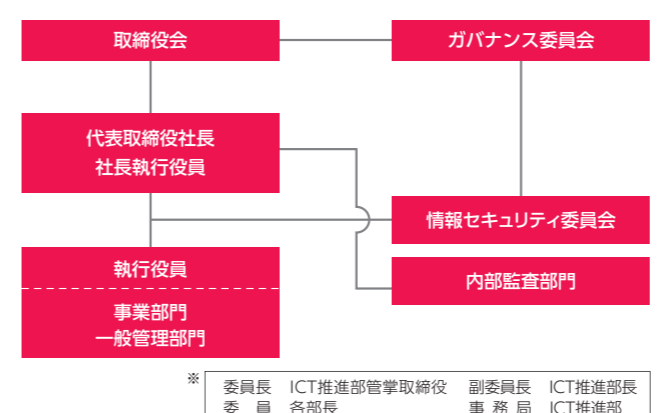 取締役会
ガバナンス委員会
代表取締役社長
社長執行役員
情報セキュリティ委員会
執行役員
内部監査部門
事業部門
一般管理部門
※
委員長 ICT推進部管掌取締役 副委員長 ICT推進部長
委 員 各部長 事 務 局 ICT推進部